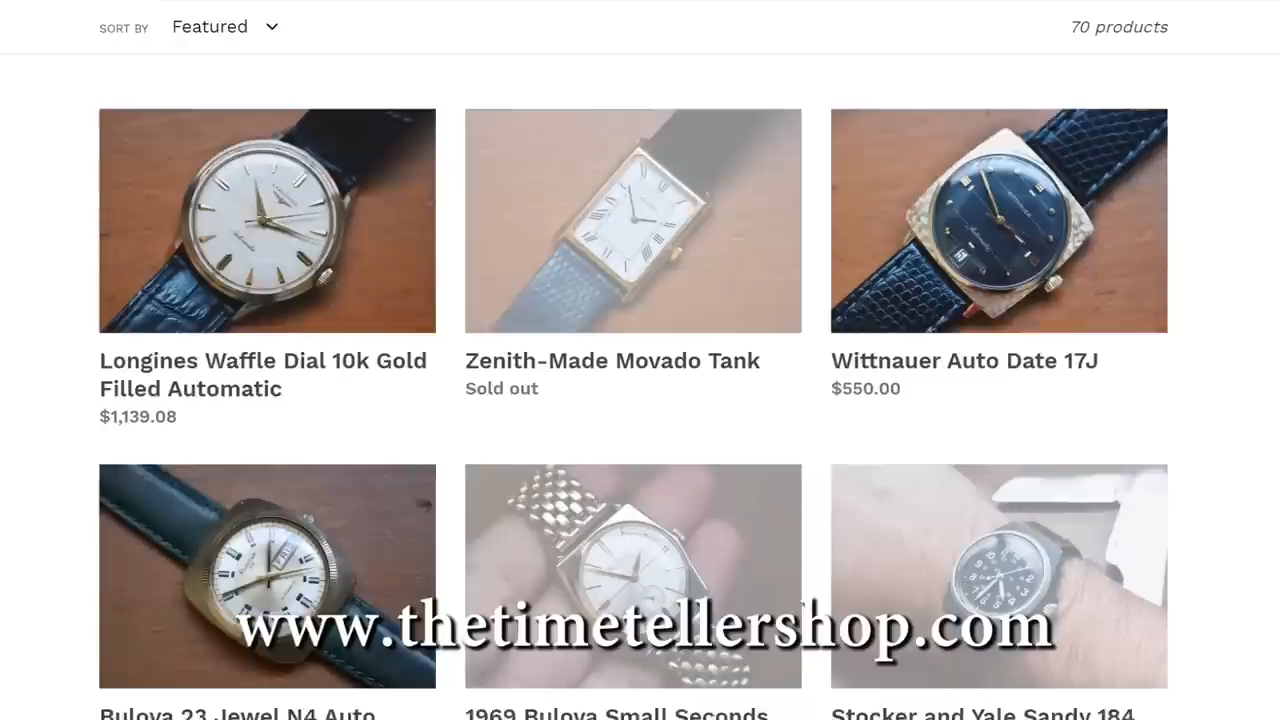 SORT BY Featured 70 products
Longines Waffle Dial 10k Gold
Filled Automatic
$1,139.08
Zenith-Made Movado Tank
Sold out
Wittnauer Auto Date 17J
$550.00
www.thetimetellershop.com
Bulova 23 Jewel N4 Auto
1969 Bulova Small Seconds
Stocker and Yale Sandy 184